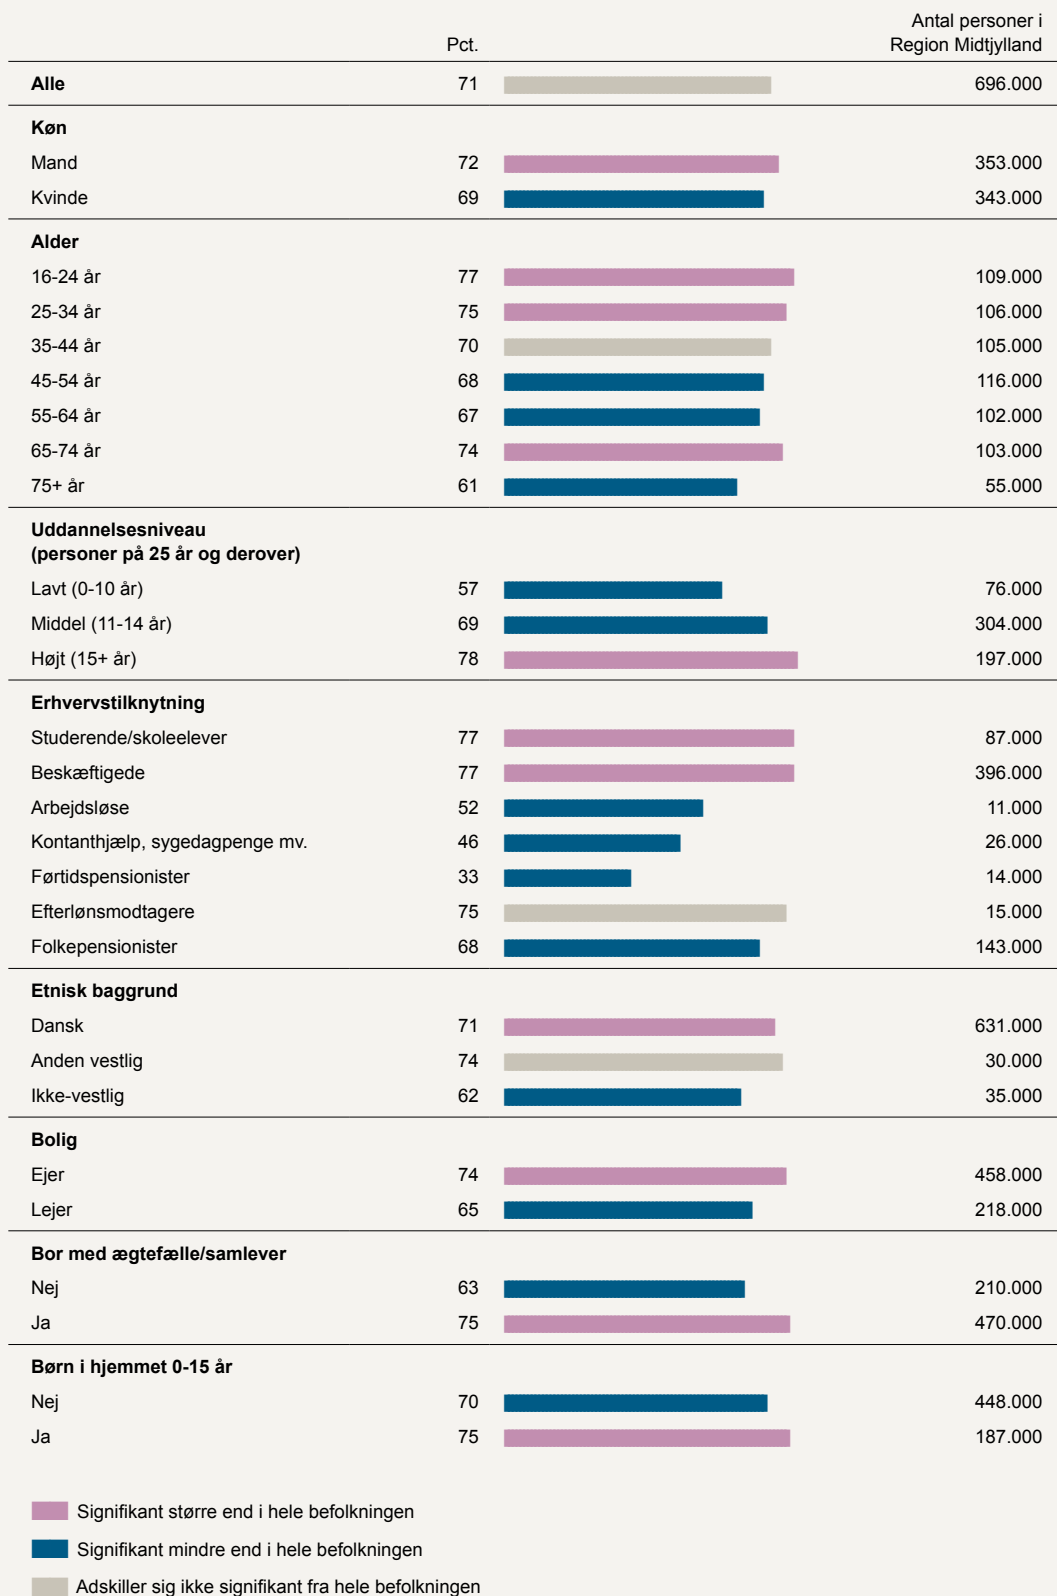 Antal personer i
Pct. Region Midtjylland
Alle 71 696.000
Køn
Mand 72 353.000
Kvinde 69 343.000
Alder
16-24 år 77 109.000
25-34 år 75 106.000
35-44 år 70 105.000
45-54 år 68 116.000
55-64 år 67 102.000
65-74 år 74 103.000
75+ år 61 55.000
Uddannelsesniveau
(personer på 25 år og derover)
Lavt (0-10 år) 57 76.000
Middel (11-14 år) 69 304.000
Højt (15+ år) 78 197.000
Erhvervstilknytning
Studerende/skoleelever 77 87.000
Beskæftigede 77 396.000
Arbejdsløse 52 11.000
Kontanthjælp, sygedagpenge mv. 46 26.000
Førtidspensionister 33 14.000
Efterlønsmodtagere 75 15.000
Folkepensionister 68 143.000
Etnisk baggrund
Dansk 71 631.000
Anden vestlig 74 30.000
Ikke-vestlig 62 35.000
Bolig
Ejer 74 458.000
Lejer 65 218.000
Bor med ægtefælle/samlever
Nej 63 210.000
Ja 75 470.000
Børn i hjemmet 0-15 år
Nej 70 448.000
Ja 75 187.000
Signifikant større end i hele befolkningen
Signifikant mindre end i hele befolkningen
Adskiller sig ikke signifikant fra hele befolkningen